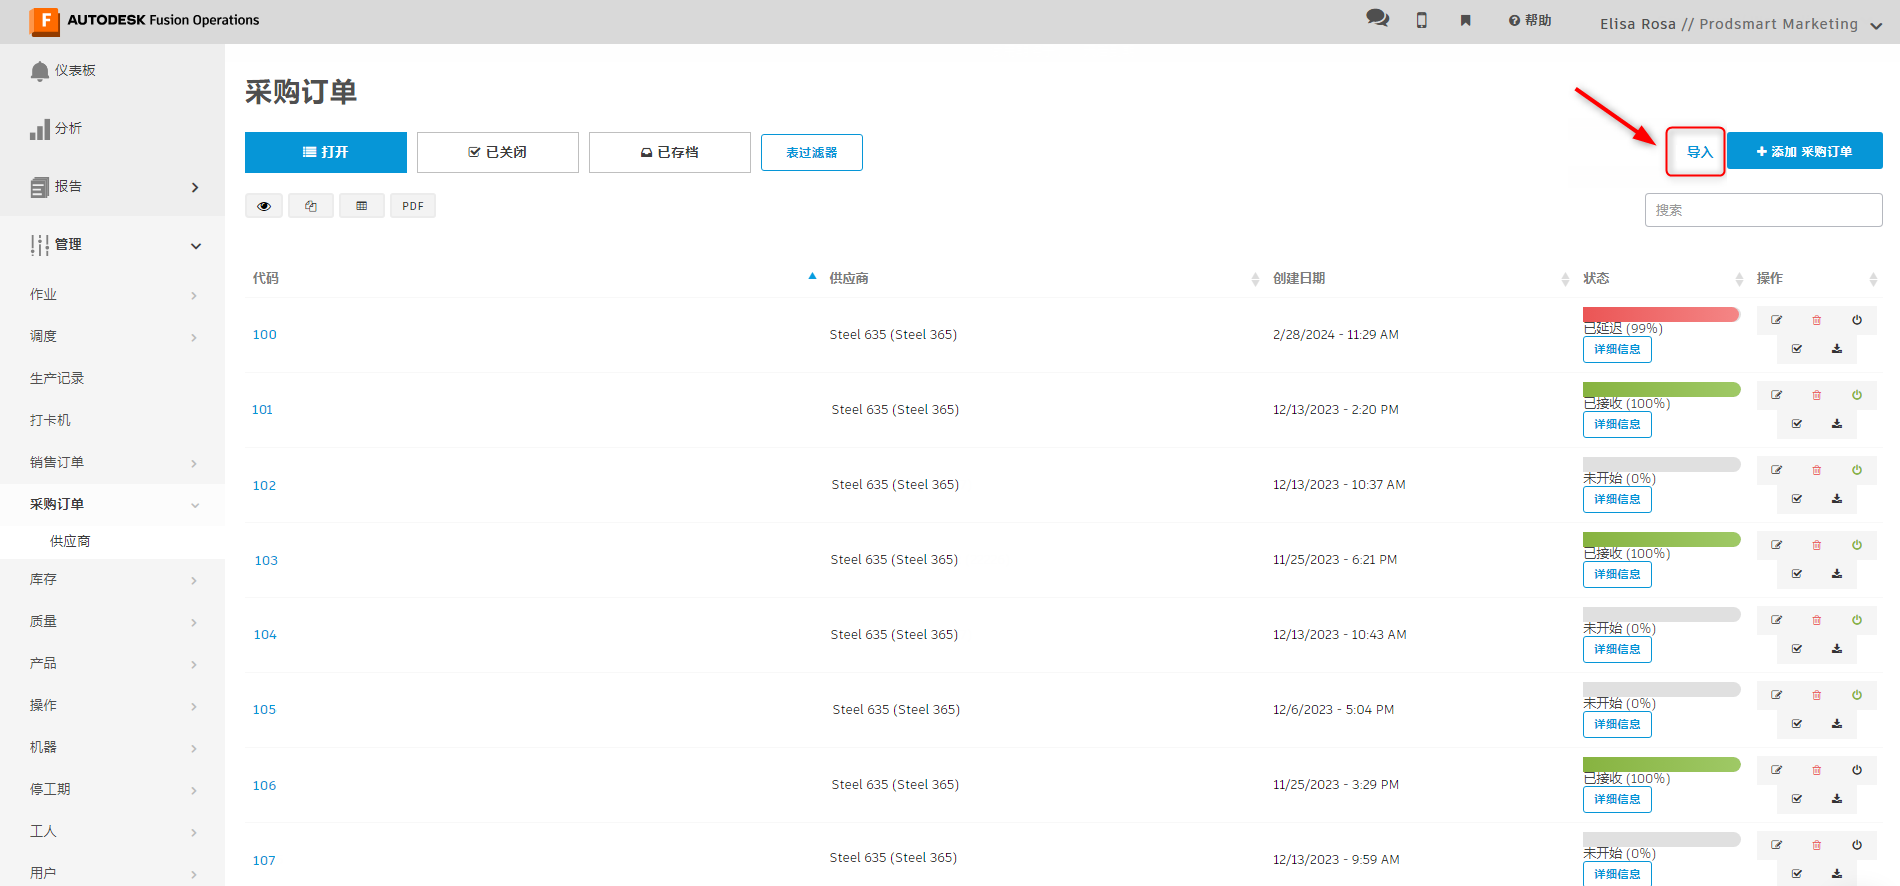 F AUTODESK Fusion Operations
帮助
Elisa Rosa // Prodsmart Marketing
仪表板
分析
报告
管理
作业
调度
生产记录
打卡机
销售订单
采购订单
供应商
库存
质量
产品
操作
机器
停工期
工人
用户
采购订单
打开
已关闭
已存档
表过滤器
导入
+ 添加 采购订单
PDF
搜索
代码 供应商 创建日期 状态 操作
100 Steel 635 (Steel 365) 2/28/2024 - 11:29 AM 已延迟 (99%)
详细信息
101 Steel 635 (Steel 365) 12/13/2023 - 2:20 PM 已接收 (100%)
详细信息
102 Steel 635 (Steel 365) 12/13/2023 - 10:37 AM 未开始 (0%)
详细信息
103 Steel 635 (Steel 365) 11/25/2023 - 6:21 PM 已接收 (100%)
详细信息
104 Steel 635 (Steel 365) 12/13/2023 - 10:43 AM 未开始 (0%)
详细信息
105 Steel 635 (Steel 365) 12/6/2023 - 5:04 PM 未开始 (0%)
详细信息
106 Steel 635 (Steel 365) 11/25/2023 - 3:29 PM 已接收 (100%)
详细信息
107 Steel 635 (Steel 365) 12/13/2023 - 9:59 AM 未开始 (0%)
详细信息